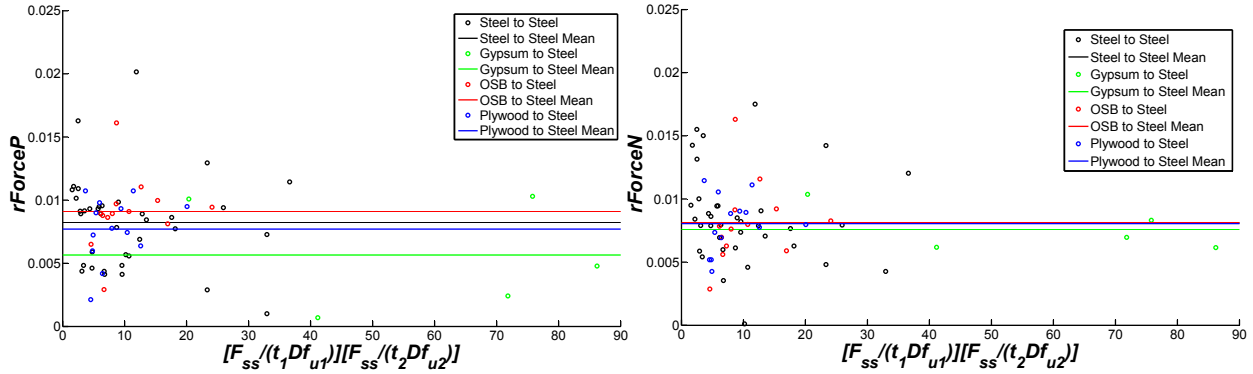 0.025
0.02
0.015
0.01
0.005
0
rForceP
0 10 20 30 40 50 60 70 80 90
[F_ss/(t_1Df_u1)][F_ss/(t_2Df_u2)]
Steel to Steel
Steel to Steel Mean
Gypsum to Steel
Gypsum to Steel Mean
OSB to Steel
OSB to Steel Mean
Plywood to Steel
Plywood to Steel Mean
0.025
0.02
0.015
0.01
0.005
0
rForceN
0 10 20 30 40 50 60 70 80 90
[F_ss/(t_1Df_u1)][F_ss/(t_2Df_u2)]
Steel to Steel
Steel to Steel Mean
Gypsum to Steel
Gypsum to Steel Mean
OSB to Steel
OSB to Steel Mean
Plywood to Steel
Plywood to Steel Mean